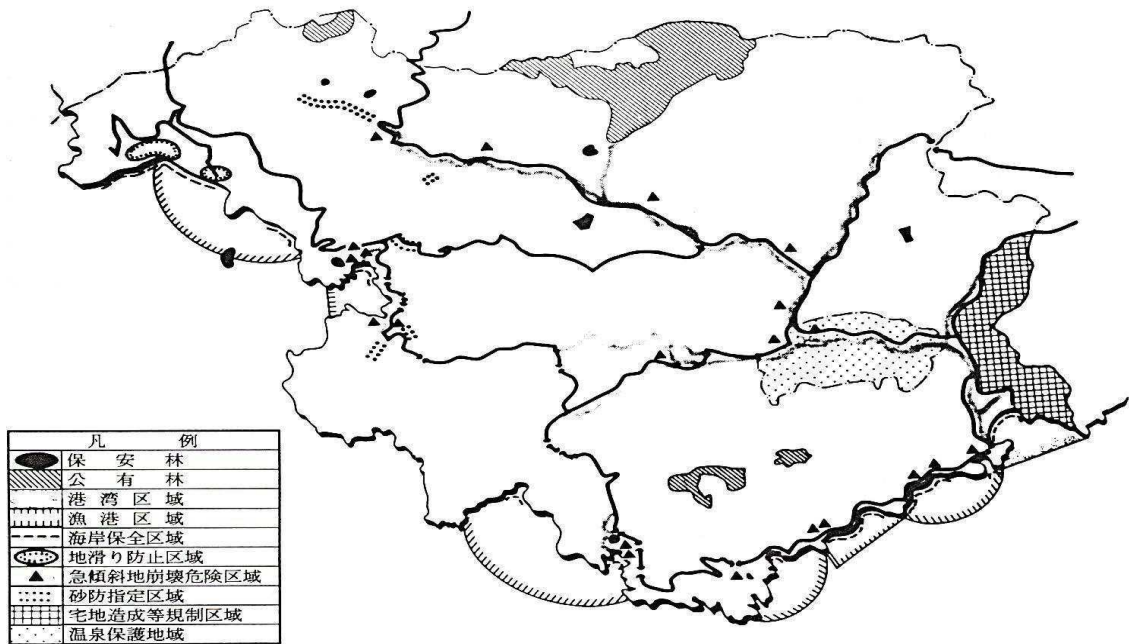 凡例
保安林
公有林
港湾区域
漁港区域
海岸保全区域
地滑り防止区域
急傾斜地崩壊危険区域
砂防指定区域
宅地造成等規制区域
温泉保護地域